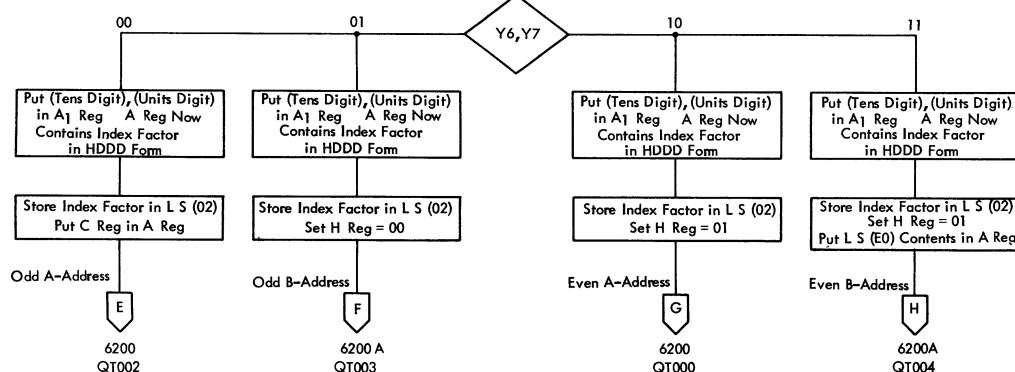 Y6,Y7
00
01
10
11
Put (Tens Digit), (Units Digit)
in A1 Reg A Reg Now
Contains Index Factor
in HDDD Form
Put (Tens Digit), (Units Digit)
in A1 Reg A Reg Now
Contains Index Factor
in HDDD Form
Put (Tens Digit), (Units Digit)
in A1 Reg A Reg Now
Contains Index Factor
in HDDD Form
Put (Tens Digit), (Units Digit)
in A1 Reg A Reg Now
Contains Index Factor
in HDDD Form
Store Index Factor in L S (02)
Put C Reg in A Reg
Store Index Factor in L S (02)
Set H Reg = 00
Store Index Factor in L S (02)
Set H Reg = 01
Store Index Factor in L S (02)
Set H Reg = 01
Put L S (E0) Contents in A Reg
Odd A-Address
Odd B-Address
Even A-Address
Even B-Address
E
F
G
H
6200
QT002
6200 A
QT003
6200
QT000
6200A
QT004